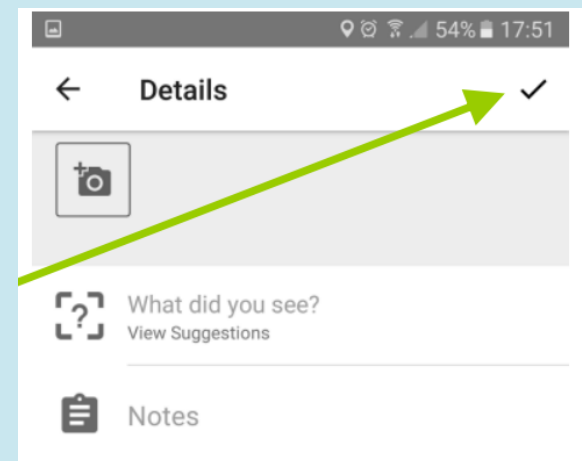 54% 17:51
Details
What did you see?
View Suggestions
Notes